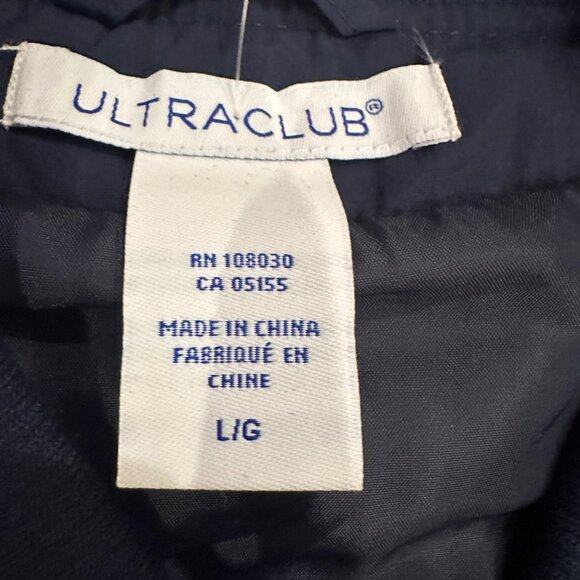 ULTRACLUB®
RN 108030
CA 05155
MADE IN CHINA
FABRIQUÉ EN
CHINE
L/G